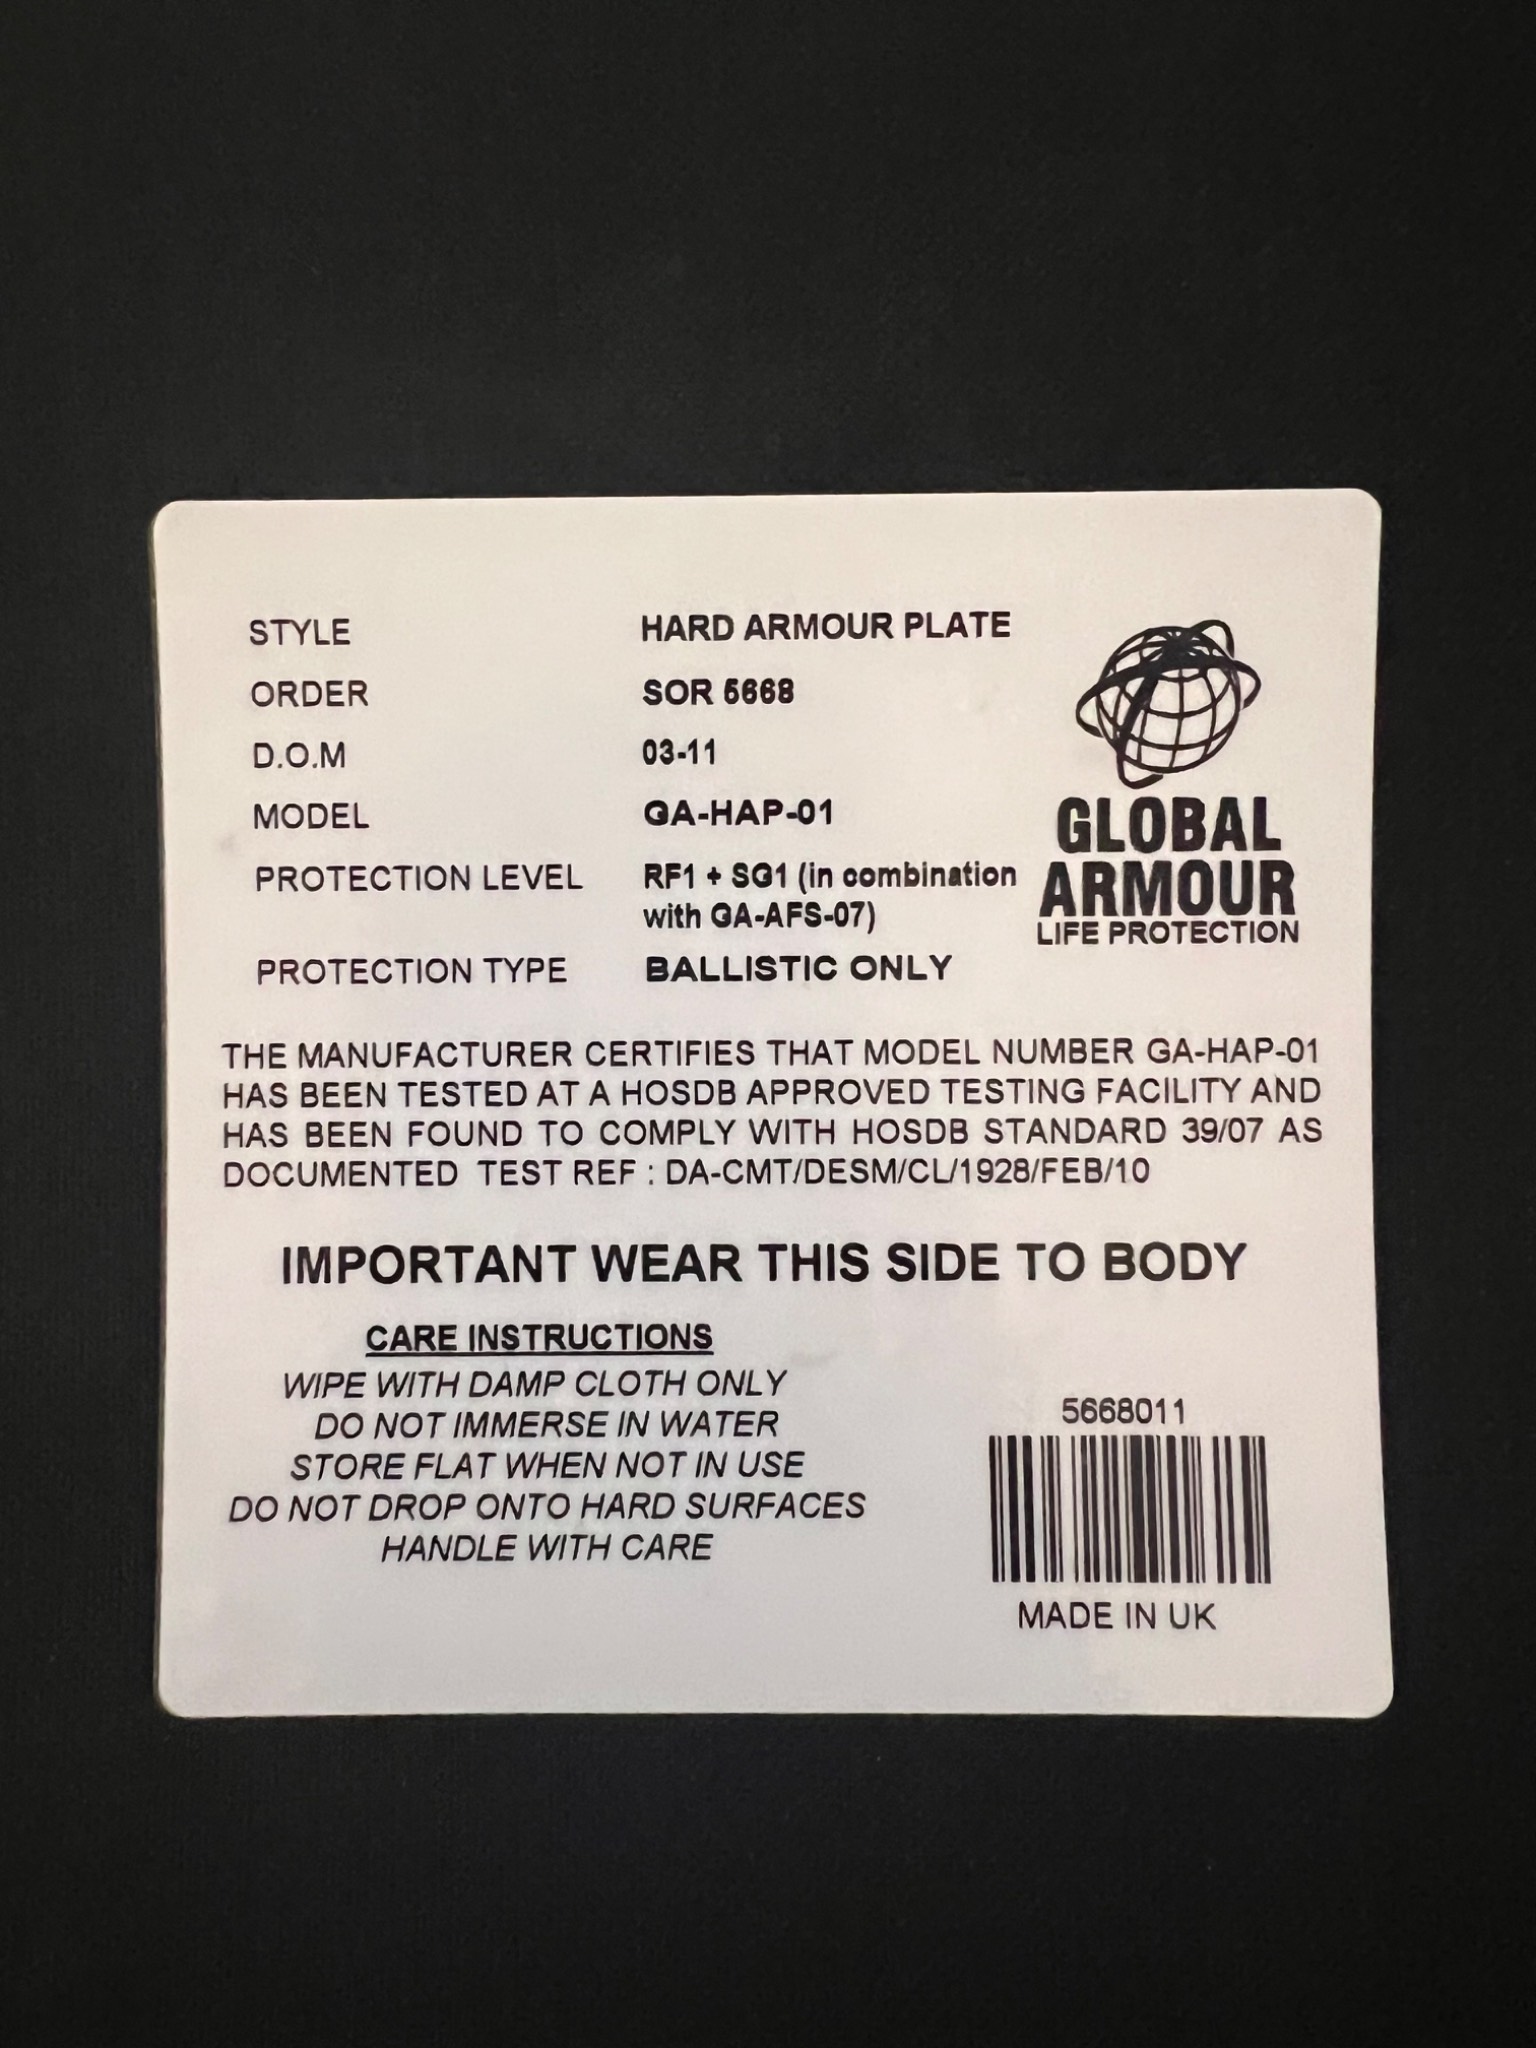 STYLE HARD ARMOUR PLATE
ORDER SOR 5668
D.O.M 03-11
MODEL GA-HAP-01
PROTECTION LEVEL RF1 + SG1 (in combination
with GA-AFS-07)
PROTECTION TYPE BALLISTIC ONLY
GLOBAL
ARMOUR
LIFE PROTECTION
THE MANUFACTURER CERTIFIES THAT MODEL NUMBER GA-HAP-01
HAS BEEN TESTED AT A HOSDB APPROVED TESTING FACILITY AND
HAS BEEN FOUND TO COMPLY WITH HOSDB STANDARD 39/07 AS
DOCUMENTED TEST REF : DA-CMT/DESM/CL/1928/FEB/10
IMPORTANT WEAR THIS SIDE TO BODY
CARE INSTRUCTIONS
WIPE WITH DAMP CLOTH ONLY
DO NOT IMMERSE IN WATER
STORE FLAT WHEN NOT IN USE
DO NOT DROP ONTO HARD SURFACES
HANDLE WITH CARE
5668011
MADE IN UK